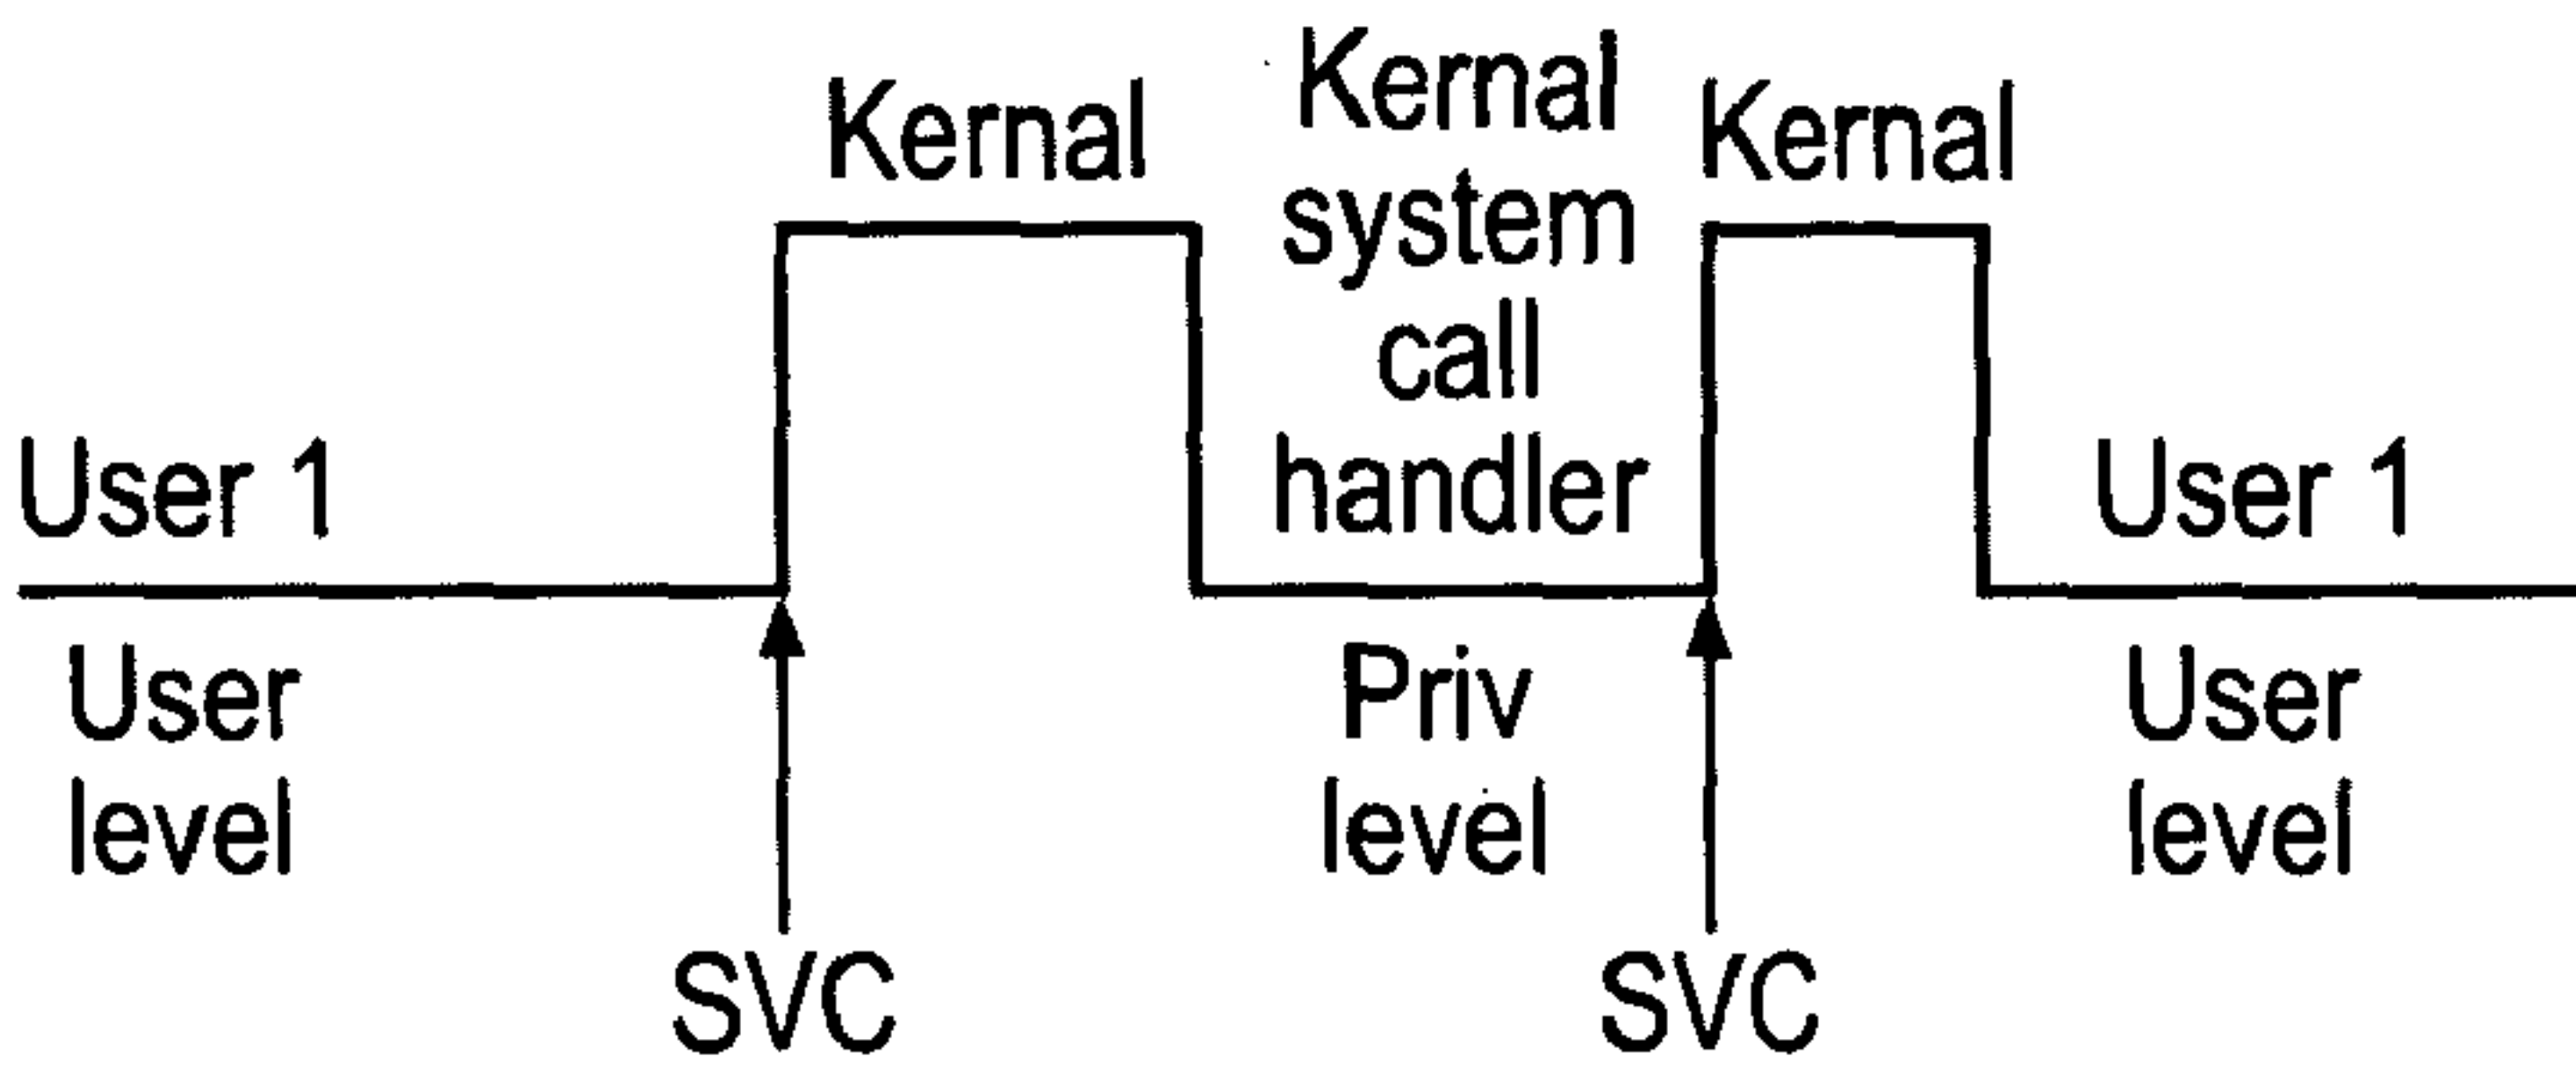 Kernal
Kernal
system
call
handler
Kernal
User 1
User 1
User
level
Priv
level
User
level
SVC
SVC